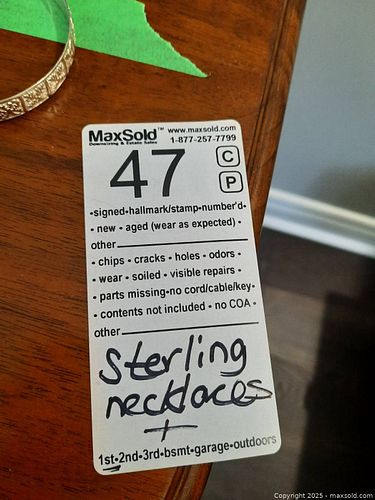 MaxSold™ www.maxsold.com
Downsizing & Estate Sales 1-877-257-7799
47 C
P
•signed•hallmark/stamp•number'd•
• new • aged (wear as expected) •
other
• chips • cracks • holes • odors •
• wear • soiled • visible repairs •
• parts missing•no cord/cable/key•
• contents not included • no COA •
other
Sterling
necklaces
+
1st•2nd•3rd•bsmt•garage•outdoors
Copyright 2025 - maxsold.com